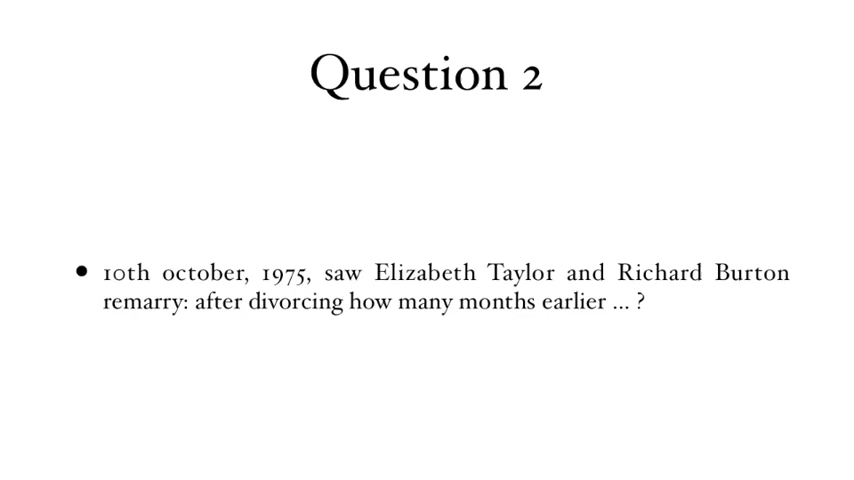 Question 2
• 10th october, 1975, saw Elizabeth Taylor and Richard Burton
remarry: after divorcing how many months earlier ... ?